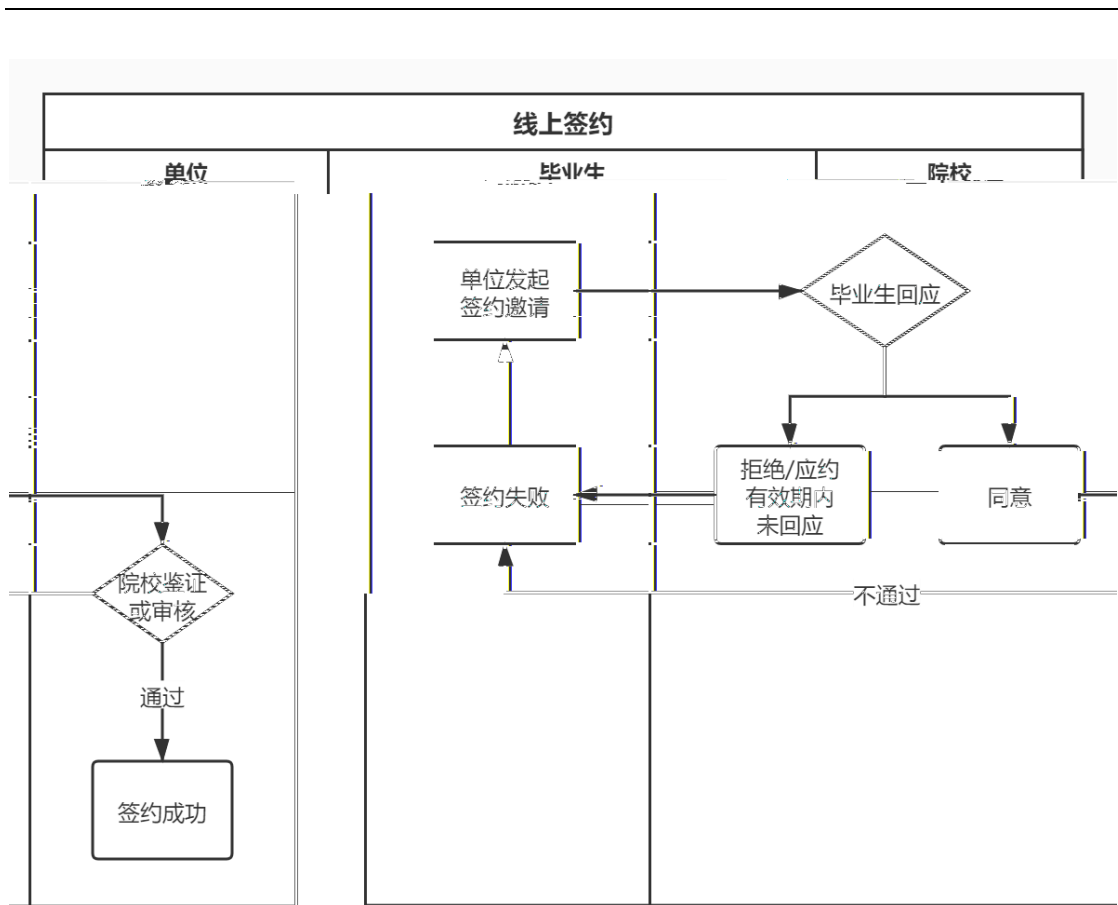 线上签约
单位
毕业生
院校
单位发起
签约邀请
毕业生回应
签约失败
拒绝/应约
有效期内
未回应
同意
院校鉴证
或审核
不通过
通过
签约成功